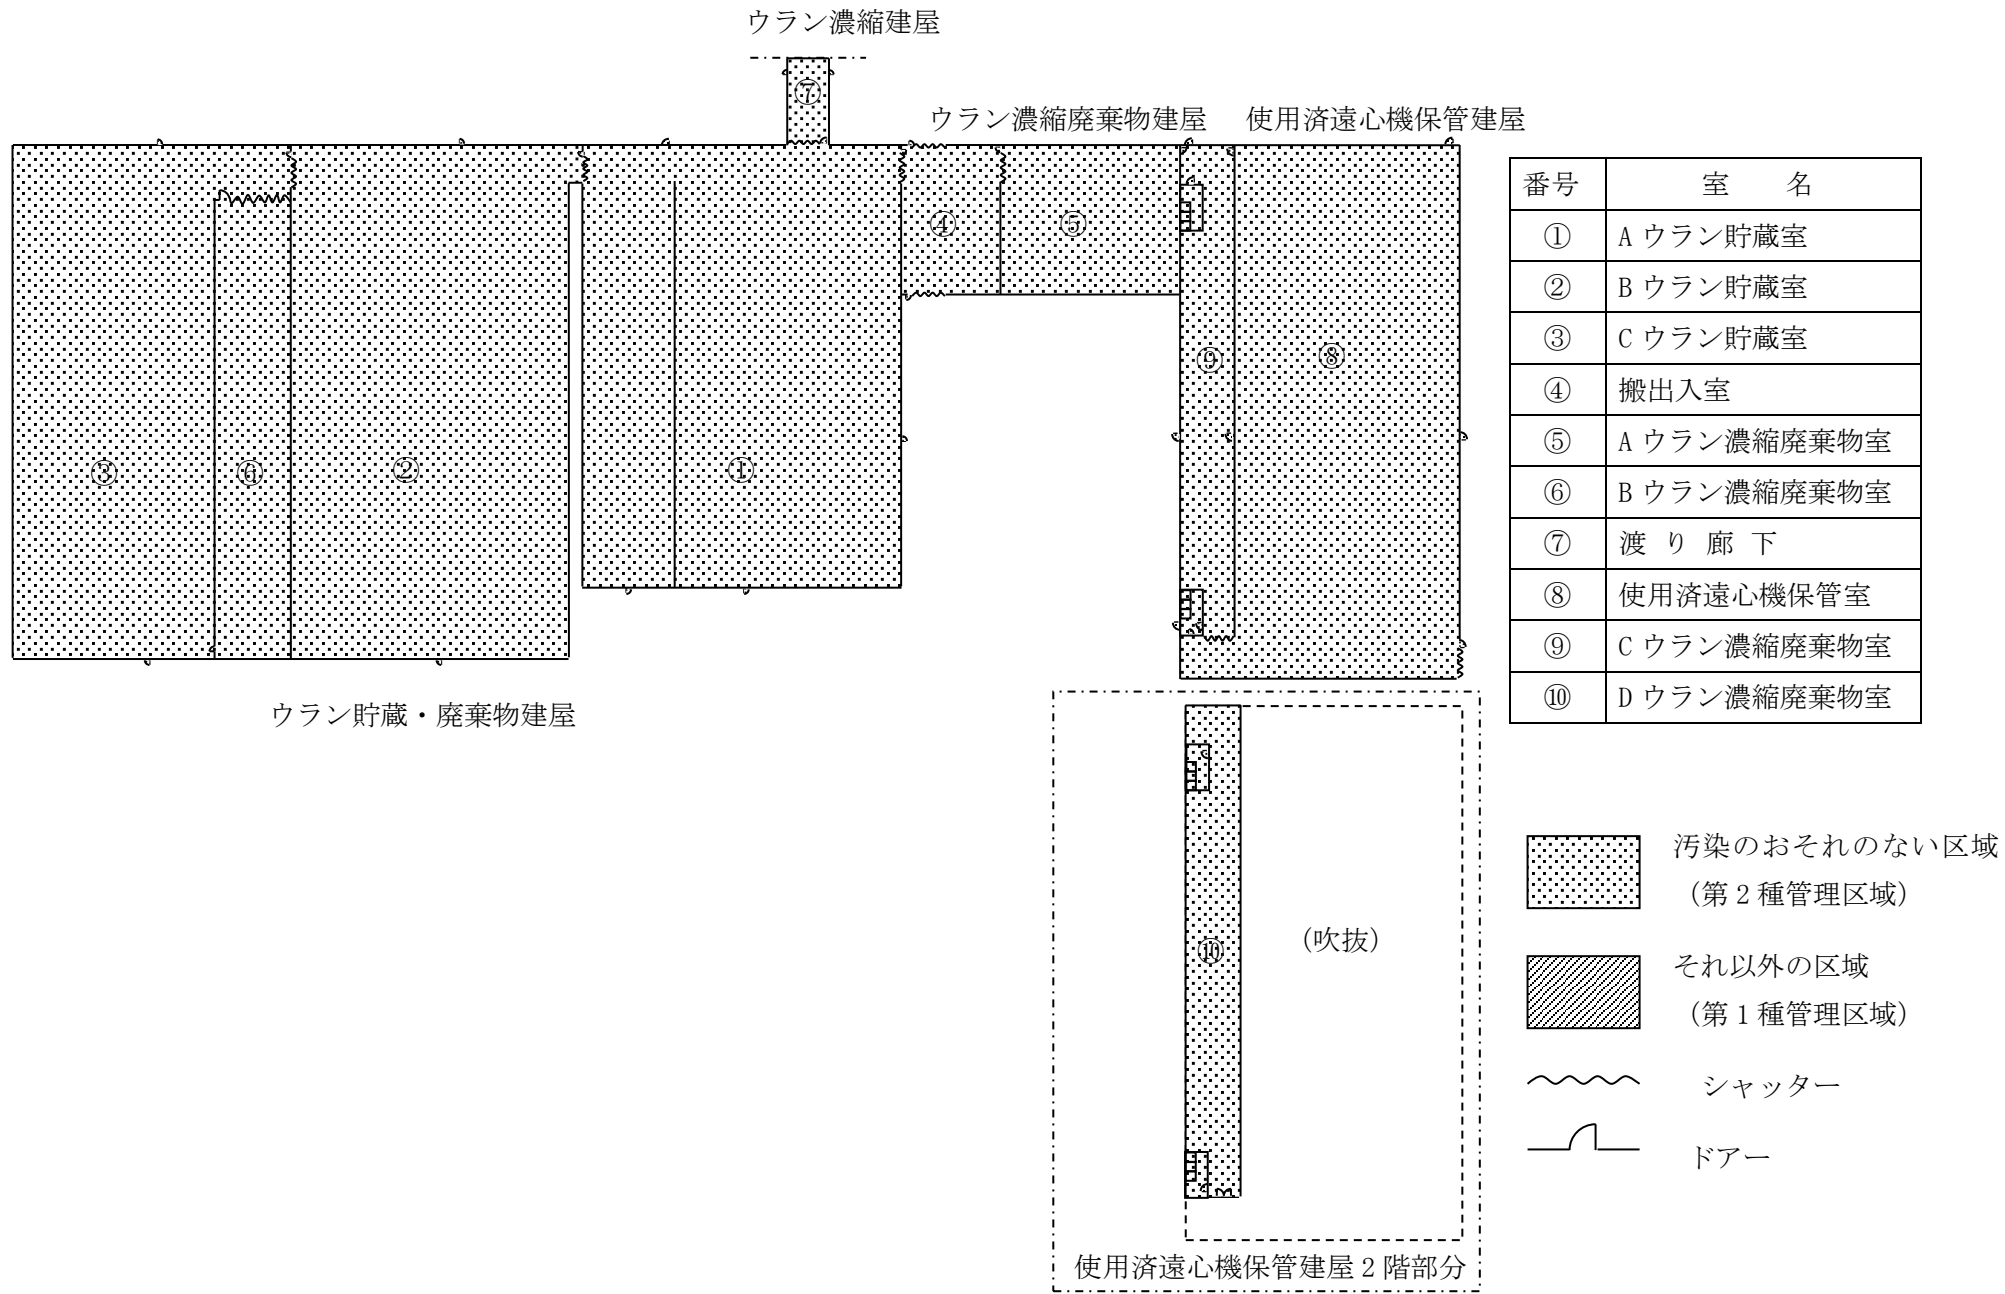 ウラン濃縮建屋
⑦
ウラン濃縮廃棄物建屋
使用済遠心機保管建屋
④
⑤
⑨
⑧
③
⑥
②
①
ウラン貯蔵・廃棄物建屋
⑩
(吹抜)
使用済遠心機保管建屋2階部分
番号 室 名
① A ウラン貯蔵室
② B ウラン貯蔵室
③ C ウラン貯蔵室
④ 搬出入室
⑤ A ウラン濃縮廃棄物室
⑥ B ウラン濃縮廃棄物室
⑦ 渡り廊下
⑧ 使用済遠心機保管室
⑨ C ウラン濃縮廃棄物室
⑩ D ウラン濃縮廃棄物室
汚染のおそれのない区域
(第2種管理区域)
それ以外の区域
(第1種管理区域)
シャッター
ドアー